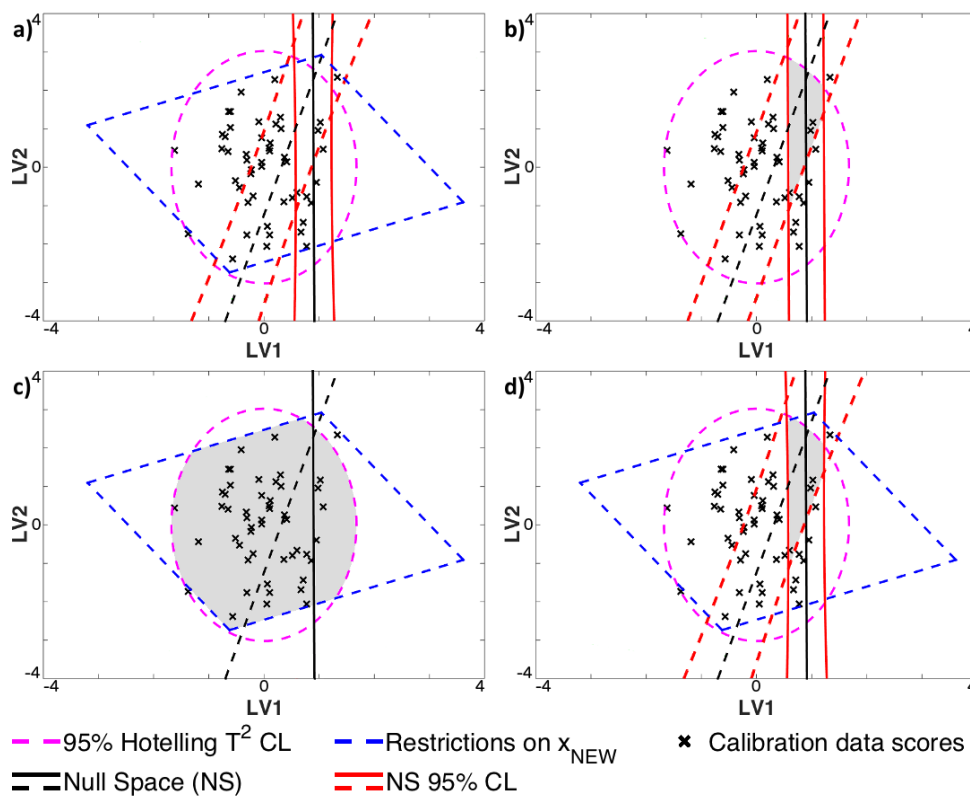 a)
4
LV2
0
-4
-4
0
4
LV1
b)
4
LV2
0
-4
-4
0
4
LV1
c)
4
LV2
0
-4
-4
0
4
LV1
d)
4
LV2
0
-4
-4
0
4
LV1
95% Hotelling T² CL
Restrictions on xNEW
Calibration data scores
Null Space (NS)
NS 95% CL